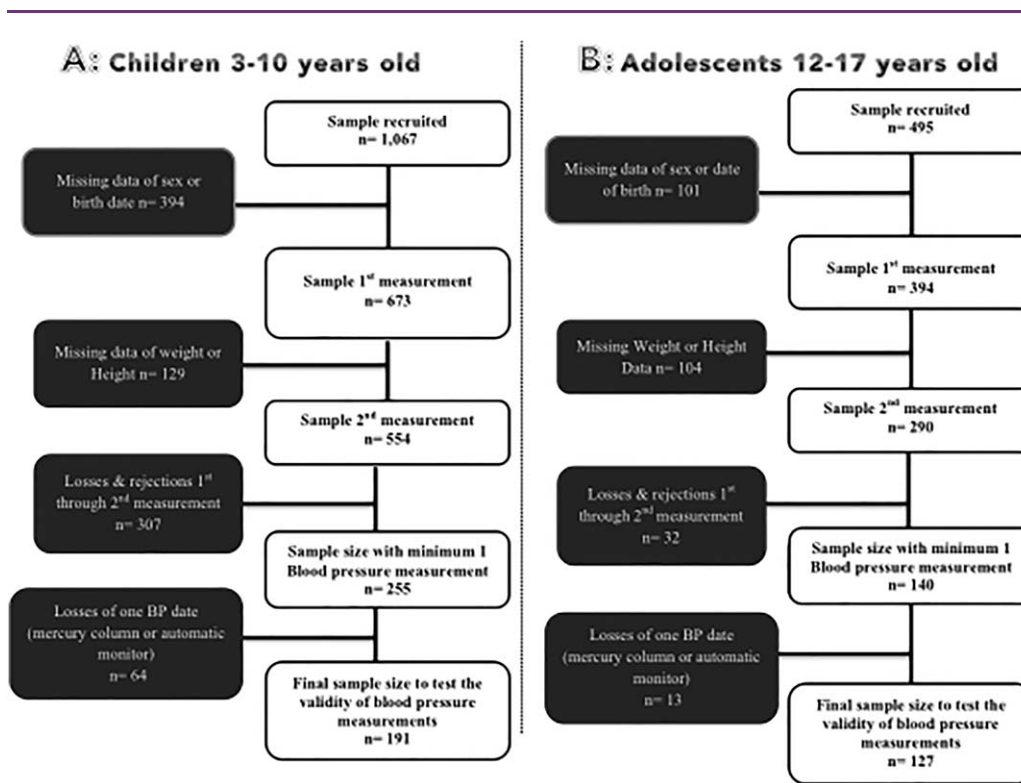 A: Children 3-10 years old
Sample recruited
n= 1,067
Missing data of sex or
birth date n= 394
Sample 1st measurement
n= 673
Missing data of weight or
Height n= 129
Sample 2nd measurement
n= 554
Losses & rejections 1st
through 2nd measurement
n= 307
Sample size with minimum 1
Blood pressure measurement
n= 255
Losses of one BP date
(mercury column or automatic
monitor)
n= 64
Final sample size to test the
validity of blood pressure
measurements
n= 191
B: Adolescents 12-17 years old
Sample recruited
n= 495
Missing data of sex or date
of birth n= 101
Sample 1st measurement
n= 394
Missing Weight or Height
Data n= 104
Sample 2nd measurement
n= 290
Losses & rejections 1st
through 2nd measurement
n= 32
Sample size with minimum 1
Blood pressure measurement
n= 140
Losses of one BP date
(mercury column or automatic
monitor)
n= 13
Final sample size to test the
validity of blood pressure
measurements
n= 127